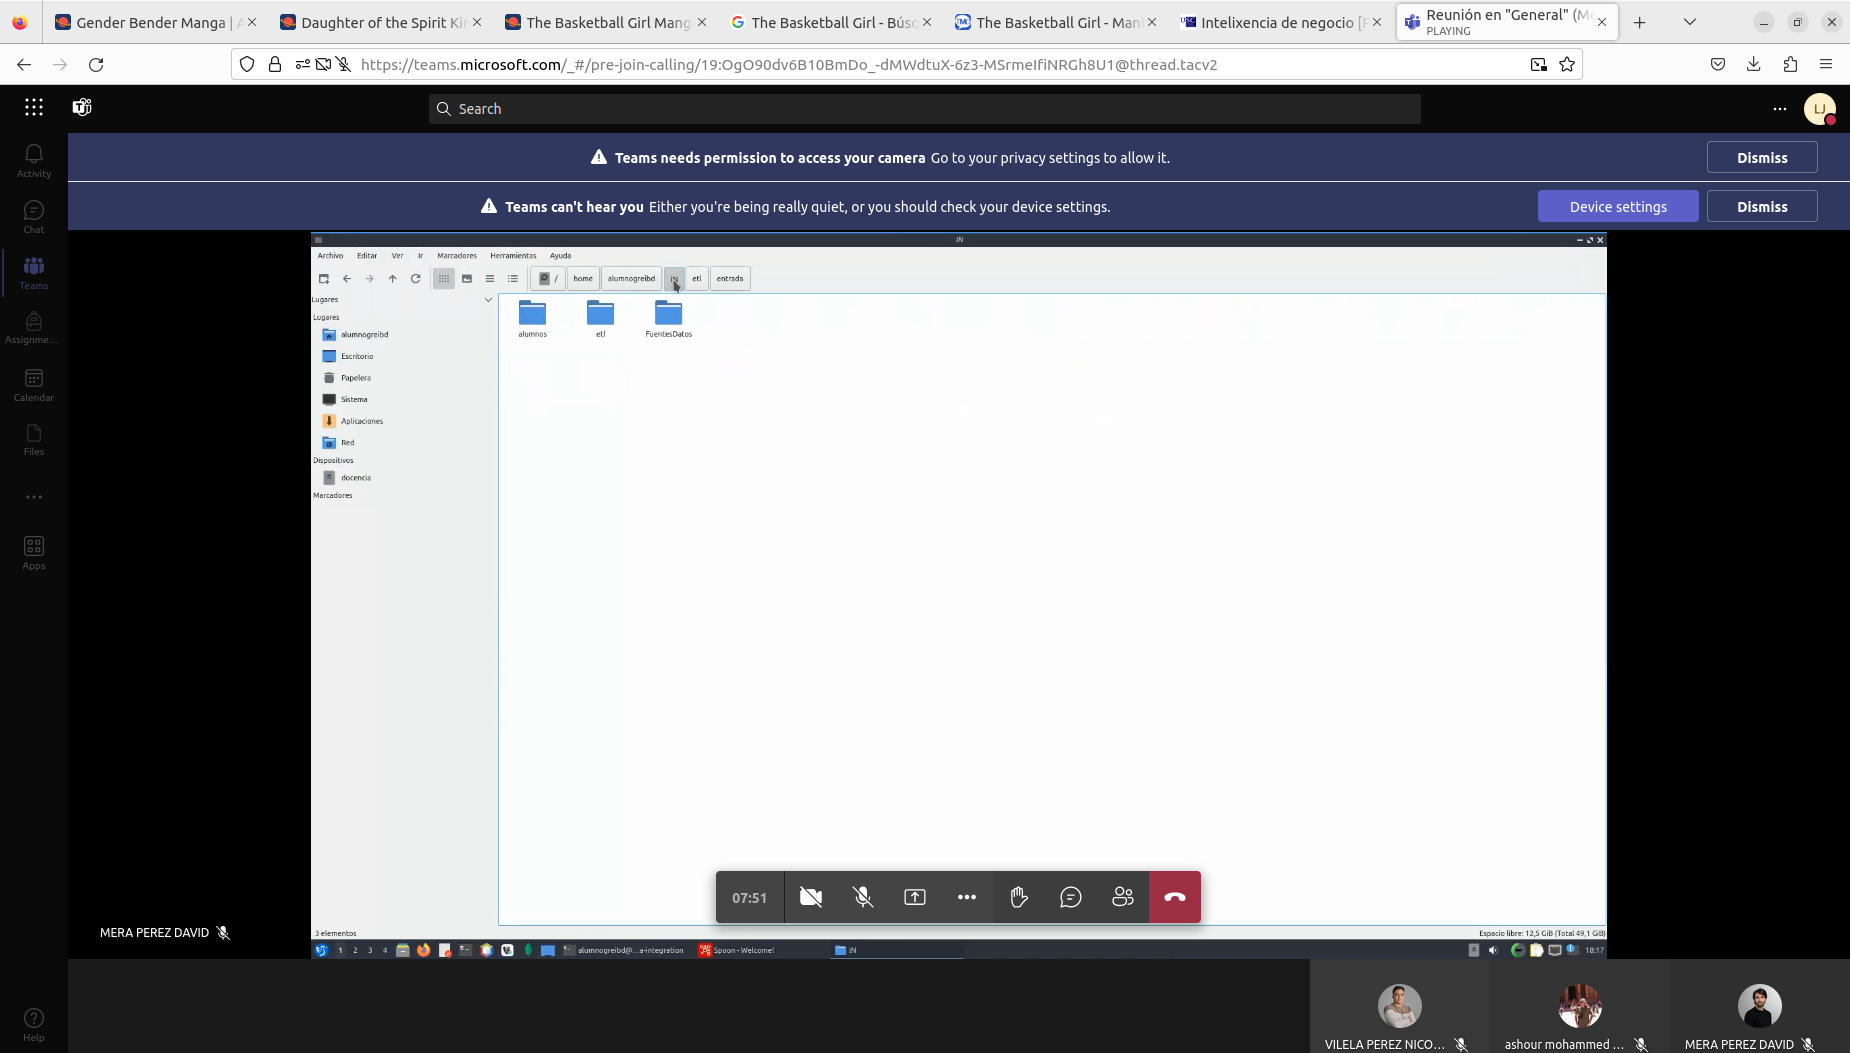 Gender Bender Manga | A
Daughter of the Spirit Kin
The Basketball Girl Mang
The Basketball Girl - Búsq
The Basketball Girl - Man
Intelixencia de negocio [P
Reunión en "General" (Me
PLAYING
https://teams.microsoft.com/_#/pre-join-calling/19:OgO90dv6B10BmDo_-dMWdtuX-6z3-MSrmeIfiNRGh8U1@thread.tacv2
Search
LJ
Activity
Chat
Teams
Assignme...
Calendar
Files
Apps
Help
Teams needs permission to access your camera Go to your privacy settings to allow it.
Dismiss
Teams can't hear you Either you're being really quiet, or you should check your device settings.
Device settings
Dismiss
IN
Archivo Editar Ver Ir Marcadores Herramientas Ayuda
/ home alumnogreibd IN etl entrada
Lugares
Lugares
alumnogreibd
Escritorio
Papelera
Sistema
Aplicaciones
Red
Dispositivos
docencia
Marcadores
alumnos
etl
FuentesDatos
07:51
MERA PEREZ DAVID
3 elementos
Espacio libre: 12,5 GiB (Total 49,1 GiB)
1 2 3 4
alumnogreibd@...a-integration
Spoon - Welcome!
IN
18:17
VILELA PEREZ NICO...
ashour mohammed ...
MERA PEREZ DAVID